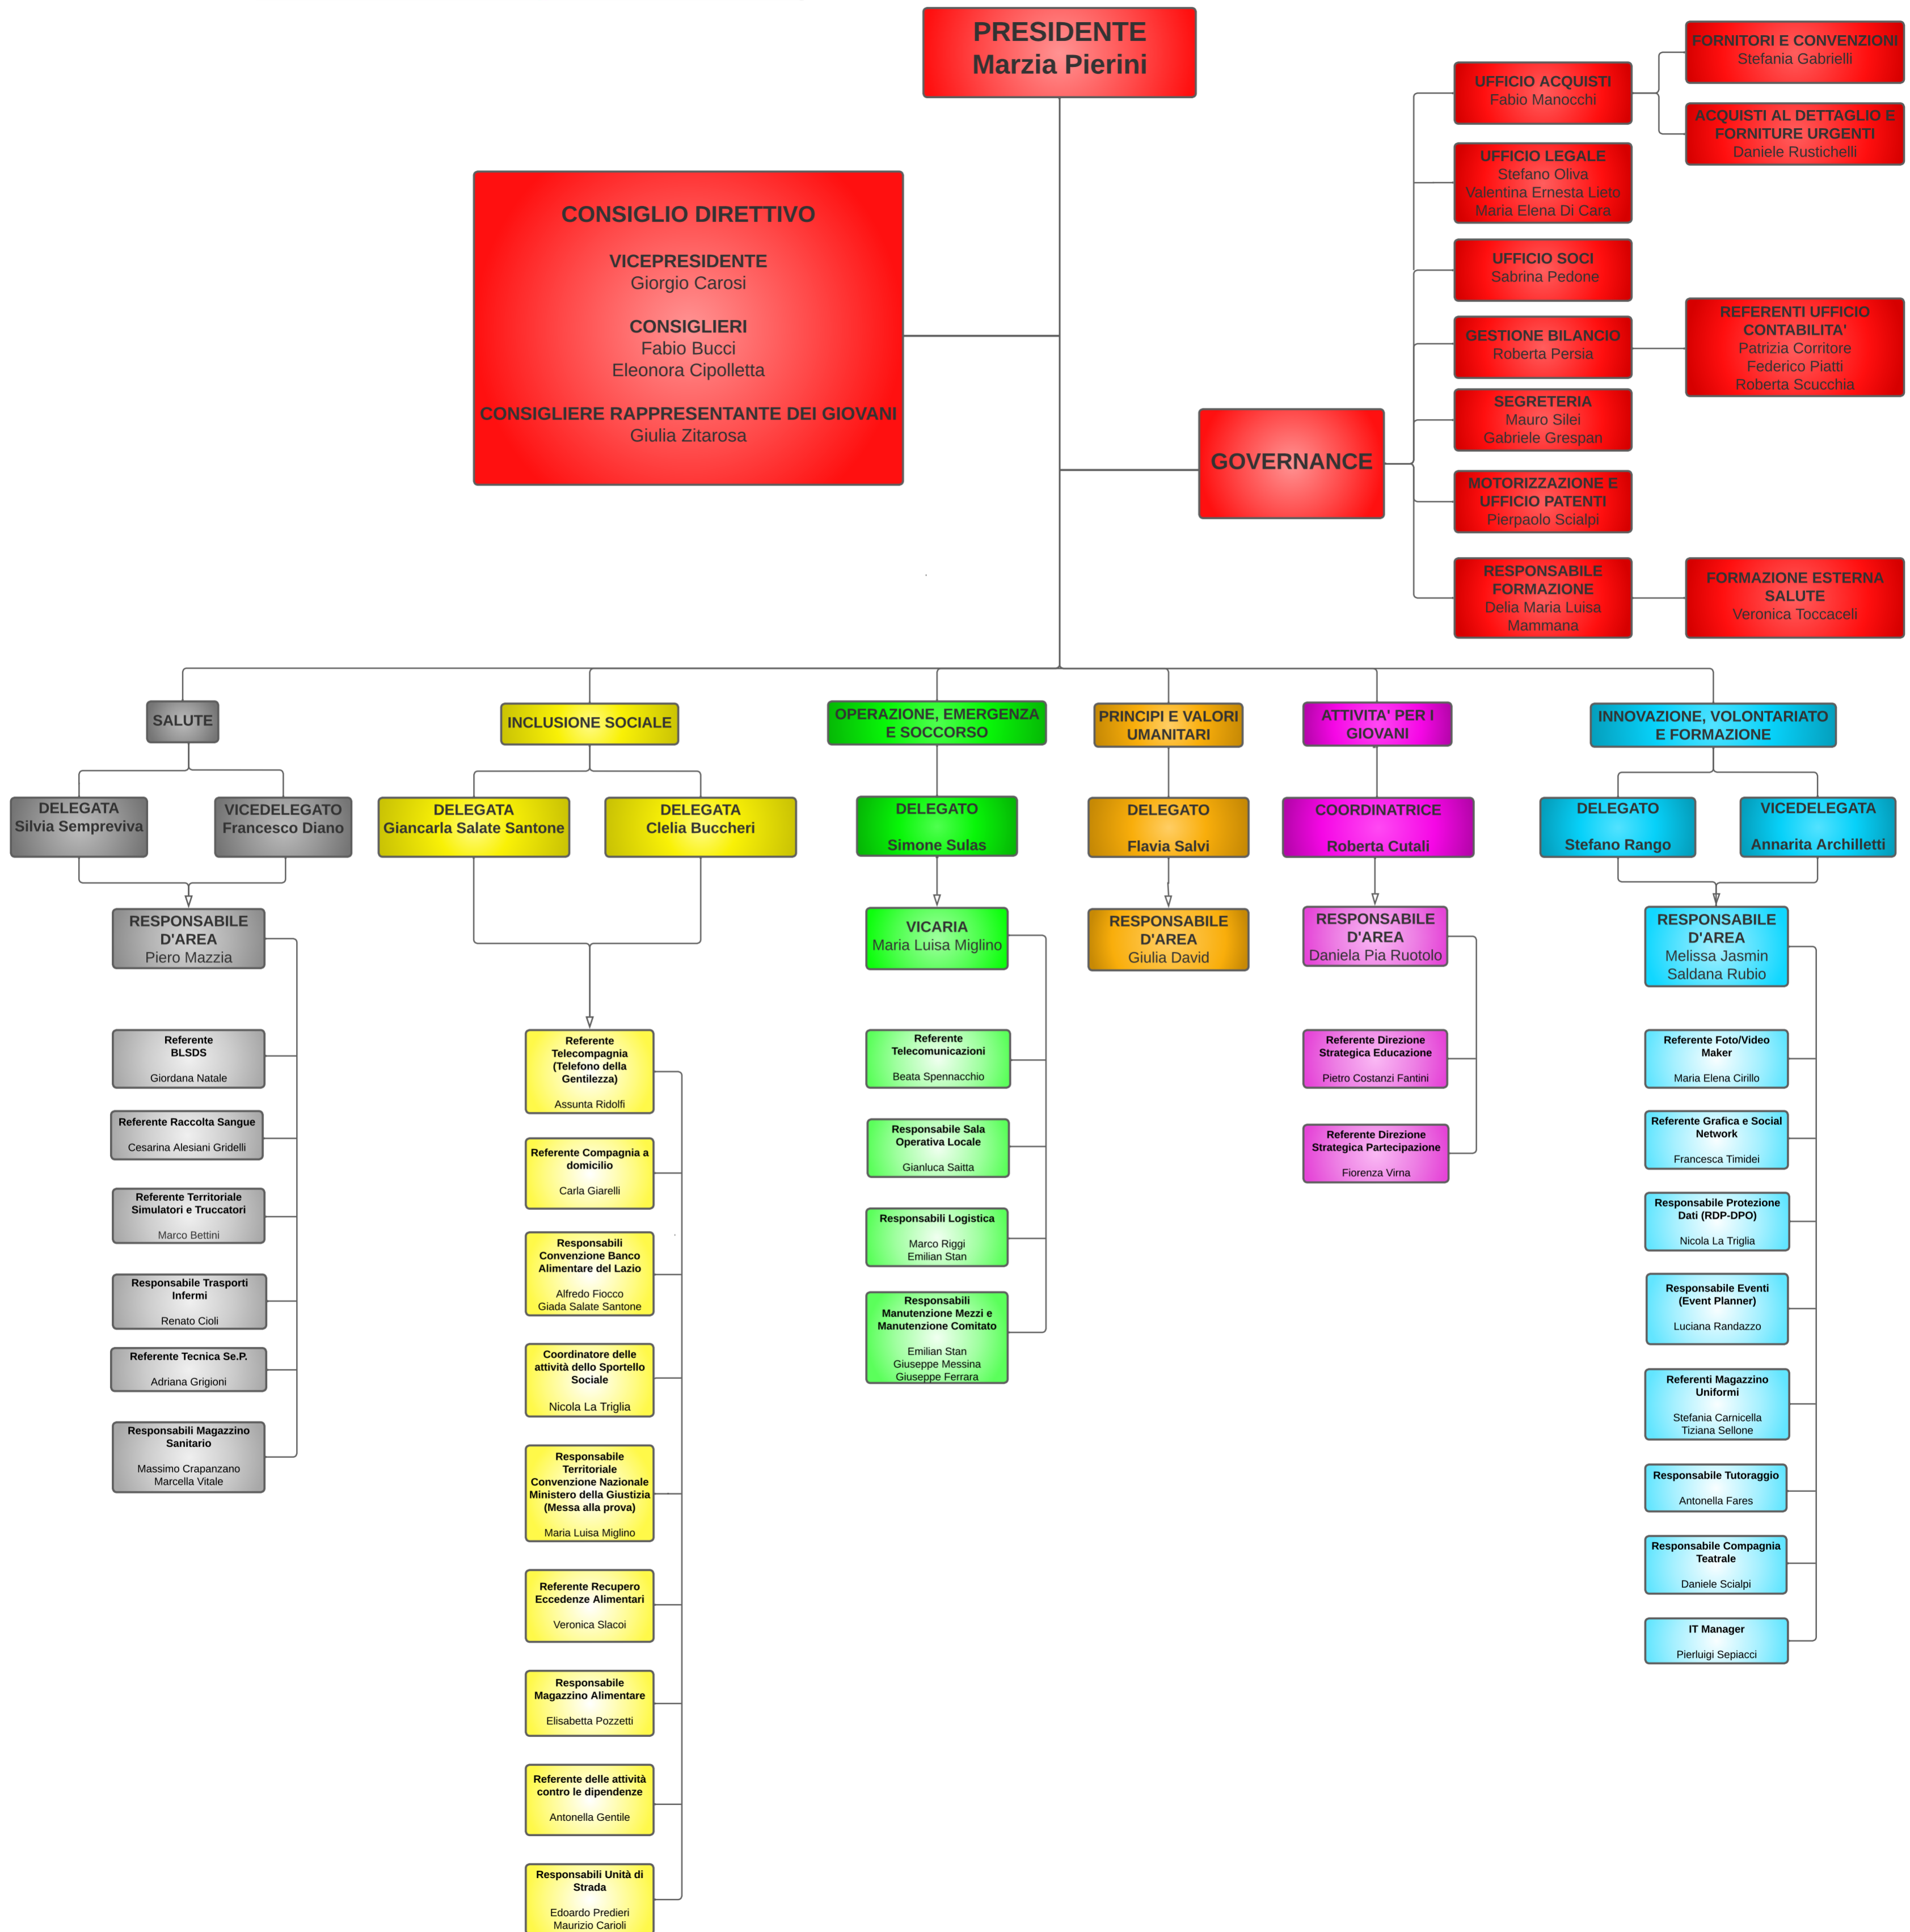 PRESIDENTE
Marzia Pierini
CONSIGLIO DIRETTIVO
VICEPRESIDENTE
Giorgio Carosi
CONSIGLIERI
Fabio Bucci
Eleonora Cipolletta
CONSIGLIERE RAPPRESENTANTE DEI GIOVANI
Giulia Zitarosa
GOVERNANCE
UFFICIO ACQUISTI
Fabio Manocchi
FORNITORI E CONVENZIONI
Stefania Gabrielli
ACQUISTI AL DETTAGLIO E
FORNITURE URGENTI
Daniele Rustichelli
UFFICIO LEGALE
Stefano Oliva
Valentina Ernesta Lieto
Maria Elena Di Cara
UFFICIO SOCI
Sabrina Pedone
GESTIONE BILANCIO
Roberta Persia
REFERENTI UFFICIO
CONTABILITA'
Patrizia Corritore
Federico Piatti
Roberta Scucchia
SEGRETERIA
Mauro Silei
Gabriele Grespan
MOTORIZZAZIONE E
UFFICIO PATENTI
Pierpaolo Scialpi
RESPONSABILE
FORMAZIONE
Delia Maria Luisa
Mammana
FORMAZIONE ESTERNA
SALUTE
Veronica Toccaceli
SALUTE
DELEGATA
Silvia Sempreviva
VICEDELEGATO
Francesco Diano
RESPONSABILE
D'AREA
Piero Mazzia
Referente
BLSDS
Giordana Natale
Referente Raccolta Sangue
Cesarina Alesiani Gridelli
Referente Territoriale
Simulatori e Truccatori
Marco Bettini
Responsabile Trasporti
Infermi
Renato Cioli
Referente Tecnica Se.P.
Adriana Grigioni
Responsabili Magazzino
Sanitario
Massimo Crapanzano
Marcella Vitale
INCLUSIONE SOCIALE
DELEGATA
Giancarla Salate Santone
DELEGATA
Clelia Buccheri
Referente
Telecompagnia
(Telefono della
Gentilezza)
Assunta Ridolfi
Referente Compagnia a
domicilio
Carla Giarelli
Responsabili
Convenzione Banco
Alimentare del Lazio
Alfredo Fiocco
Giada Salate Santone
Coordinatore delle
attività dello Sportello
Sociale
Nicola La Triglia
Responsabile
Territoriale
Convenzione Nazionale
Ministero della Giustizia
(Messa alla prova)
Maria Luisa Miglino
Referente Recupero
Eccedenze Alimentari
Veronica Slacoi
Responsabile
Magazzino Alimentare
Elisabetta Pozzetti
Referente delle attività
contro le dipendenze
Antonella Gentile
Responsabili Unità di
Strada
Edoardo Predieri
Maurizio Carioli
OPERAZIONE, EMERGENZA
E SOCCORSO
DELEGATO
Simone Sulas
VICARIA
Maria Luisa Miglino
Referente
Telecomunicazioni
Beata Spennacchio
Responsabile Sala
Operativa Locale
Gianluca Saitta
Responsabili Logistica
Marco Riggi
Emilian Stan
Responsabili
Manutenzione Mezzi e
Manutenzione Comitato
Emilian Stan
Giuseppe Messina
Giuseppe Ferrara
PRINCIPI E VALORI
UMANITARI
DELEGATO
Flavia Salvi
RESPONSABILE
D'AREA
Giulia David
ATTIVITA' PER I
GIOVANI
COORDINATRICE
Roberta Cutali
RESPONSABILE
D'AREA
Daniela Pia Ruotolo
Referente Direzione
Strategica Educazione
Pietro Costanzi Fantini
Referente Direzione
Strategica Partecipazione
Fiorenza Virna
INNOVAZIONE, VOLONTARIATO
E FORMAZIONE
DELEGATO
Stefano Rango
VICEDELEGATA
Annarita Archilletti
RESPONSABILE
D'AREA
Melissa Jasmin
Saldana Rubio
Referente Foto/Video
Maker
Maria Elena Cirillo
Referente Grafica e Social
Network
Francesca Timidei
Responsabile Protezione
Dati (RDP-DPO)
Nicola La Triglia
Responsabile Eventi
(Event Planner)
Luciana Randazzo
Referenti Magazzino
Uniformi
Stefania Carnicella
Tiziana Sellone
Responsabile Tutoraggio
Antonella Fares
Responsabile Compagnia
Teatrale
Daniele Scialpi
IT Manager
Pierluigi Sepiacci